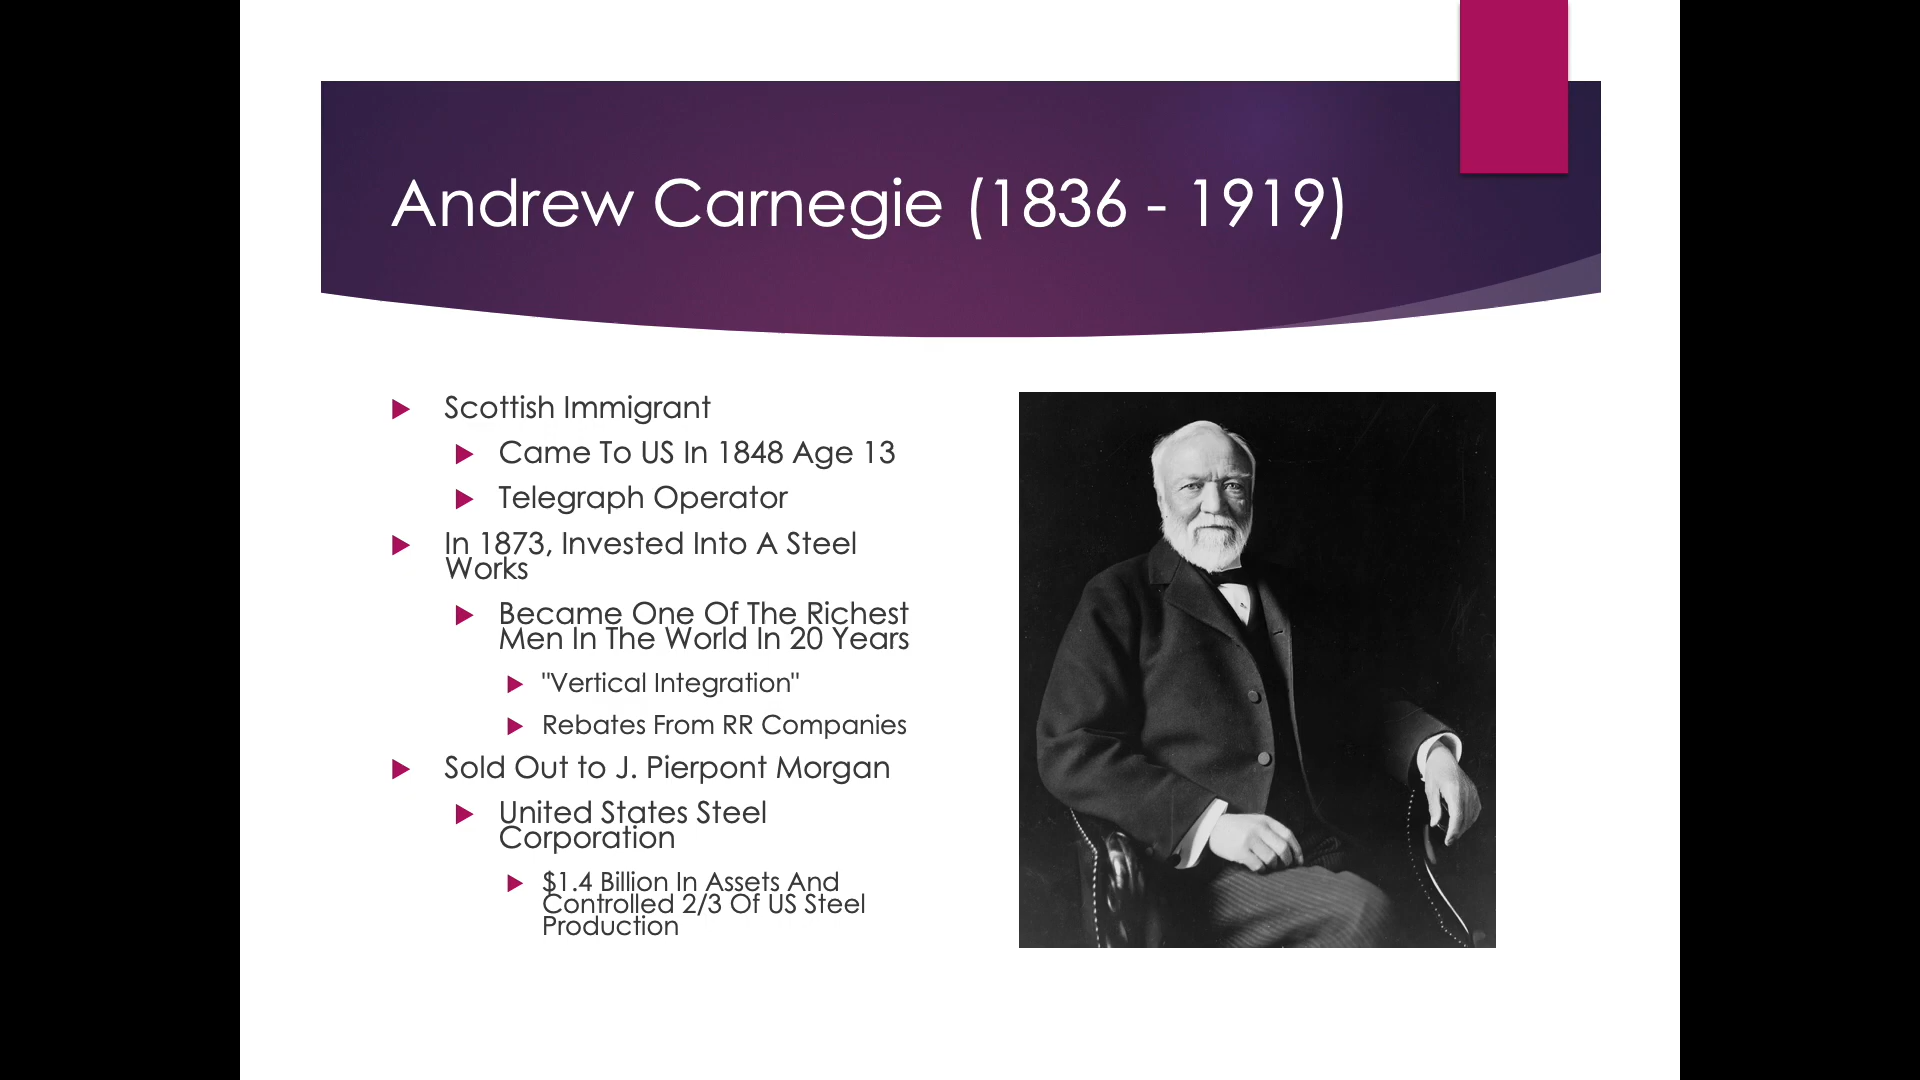 Andrew Carnegie (1836 - 1919)
Scottish Immigrant
Came To US In 1848 Age 13
Telegraph Operator
In 1873, Invested Into A Steel
Works
Became One Of The Richest
Men In The World In 20 Years
"Vertical Integration"
Rebates From RR Companies
Sold Out to J. Pierpont Morgan
United States Steel
Corporation
$1.4 Billion In Assets And
Controlled 2/3 Of US Steel
Production